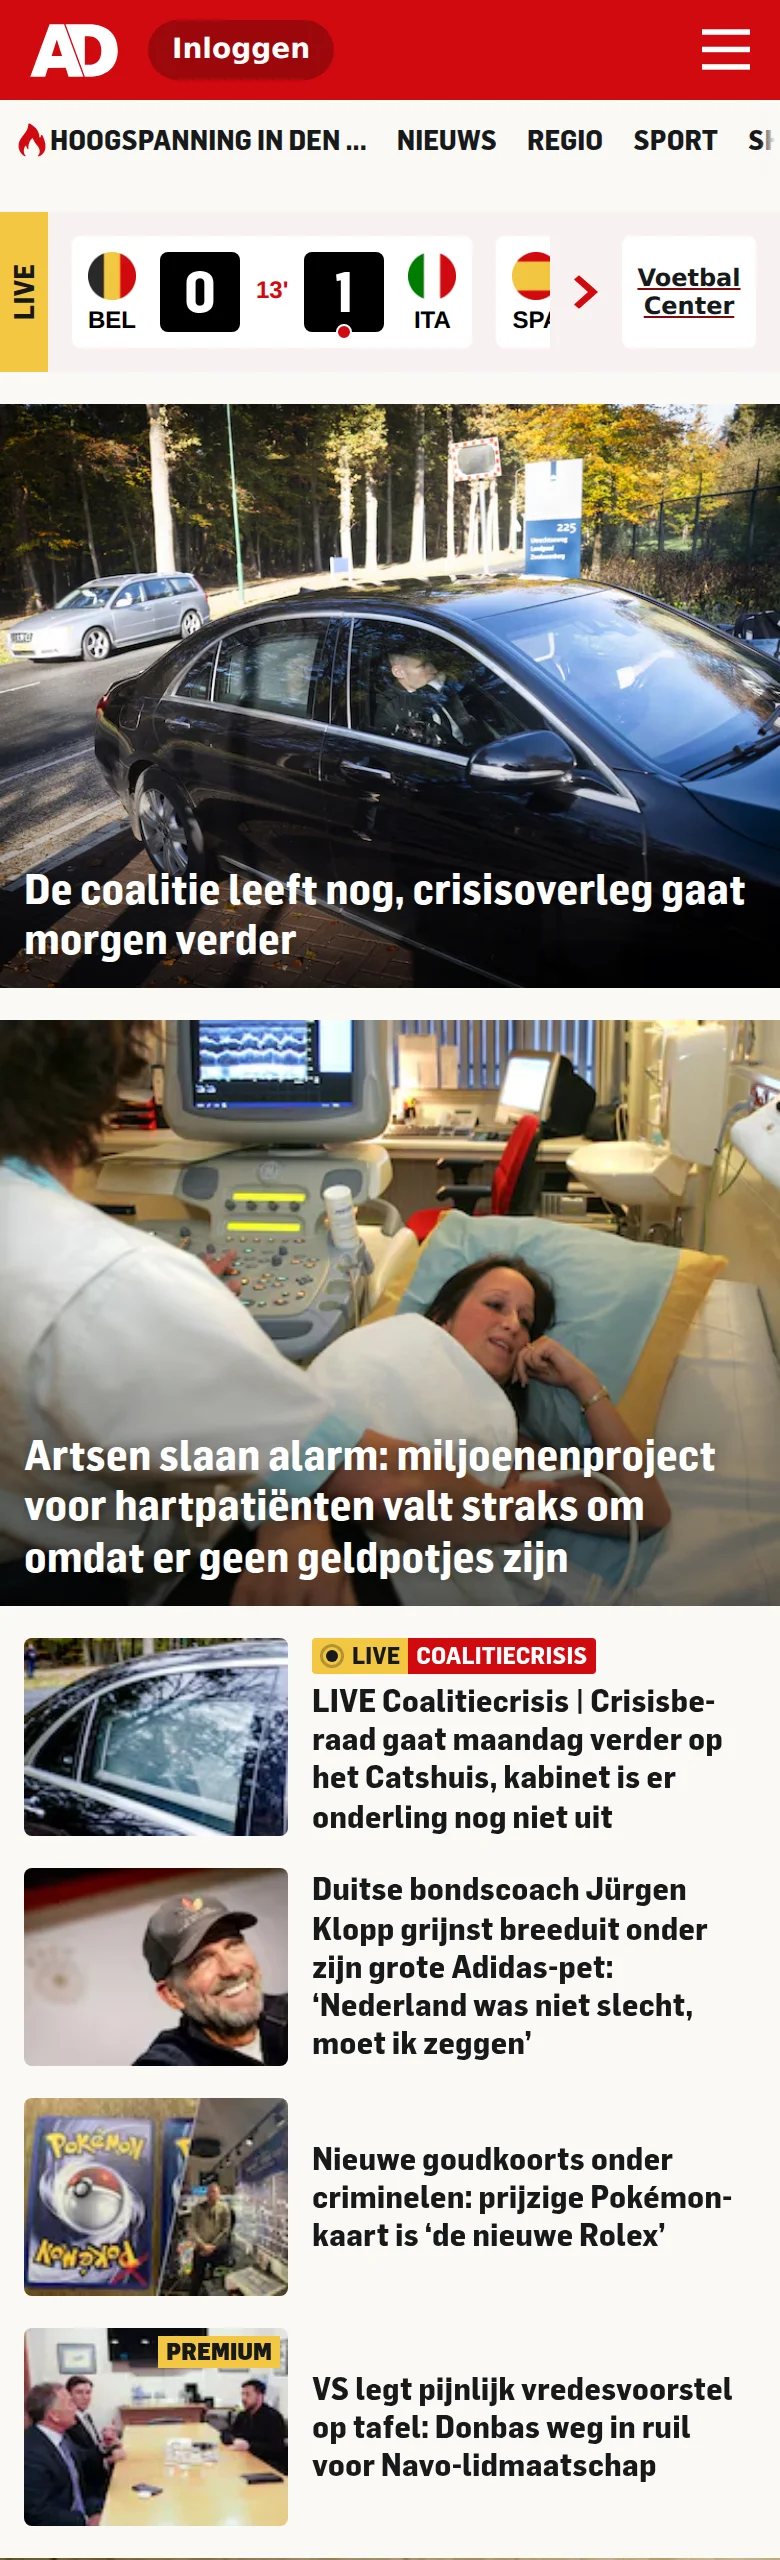 AD
Inloggen
HOOGSPANNING IN DEN ...
NIEUWS
REGIO
SPORT
LIVE
BEL
0
13'
1
ITA
SPA
Voetbal
Center
225
De coalitie leeft nog, crisisoverleg gaat
morgen verder
Artsen slaan alarm: miljoenenproject
voor hartpatiënten valt straks om
omdat er geen geldpotjes zijn
LIVE COALITIECRISIS
LIVE Coalitiecrisis | Crisisbe-
raad gaat maandag verder op
het Catshuis, kabinet is er
onderling nog niet uit
Duitse bondscoach Jürgen
Klopp grijnst breeduit onder
zijn grote Adidas-pet:
‘Nederland was niet slecht,
moet ik zeggen’
Pokémon
Pokémon
Nieuwe goudkoorts onder
criminelen: prijzige Pokémon-
kaart is ‘de nieuwe Rolex’
PREMIUM
VS legt pijnlijk vredesvoorstel
op tafel: Donbas weg in ruil
voor Navo-lidmaatschap